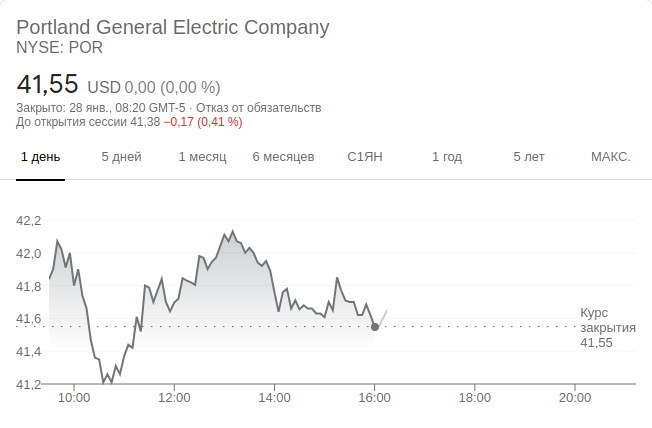 Portland General Electric Company
NYSE: POR
41,55 USD 0,00 (0,00 %)
Закрыто: 28 янв., 08:20 GMT-5 · Отказ от обязательств
До открытия сессии 41,38 −0,17 (0,41 %)
1 день 5 дней 1 месяц 6 месяцев С1ЯН 1 год 5 лет МАКС.
42,2
42,0
41,8
41,6
41,4
41,2
Курс
закрытия
41,55
10:00 12:00 14:00 16:00 18:00 20:00